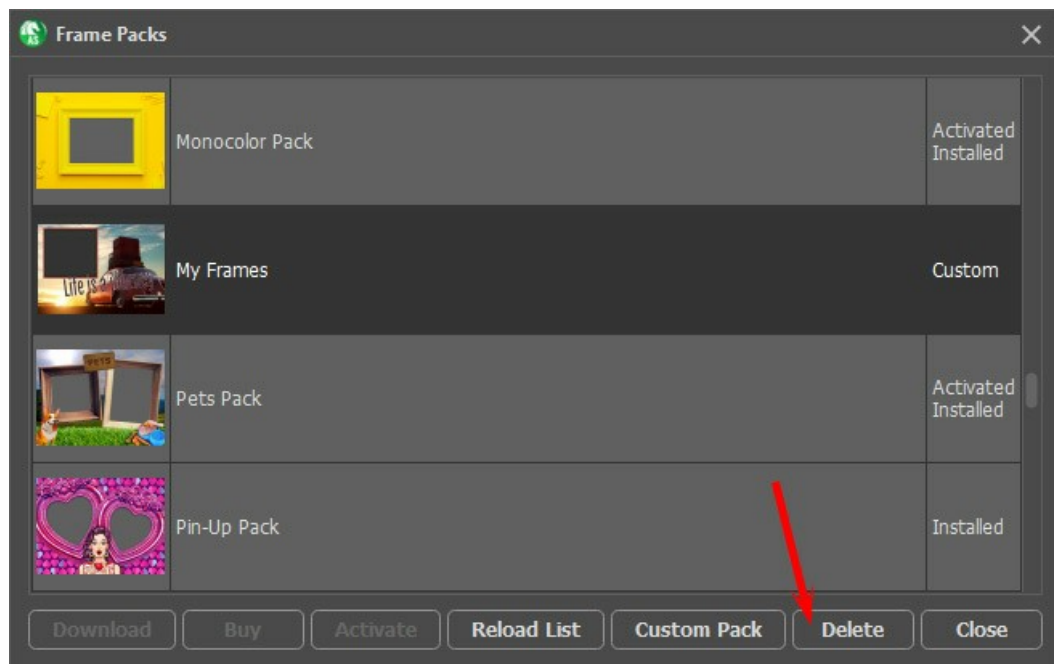 Frame Packs
Monocolor Pack
Activated
Installed
My Frames
Custom
PETS
Pets Pack
Activated
Installed
Pin-Up Pack
Installed
Download Buy Activate Reload List Custom Pack Delete Close